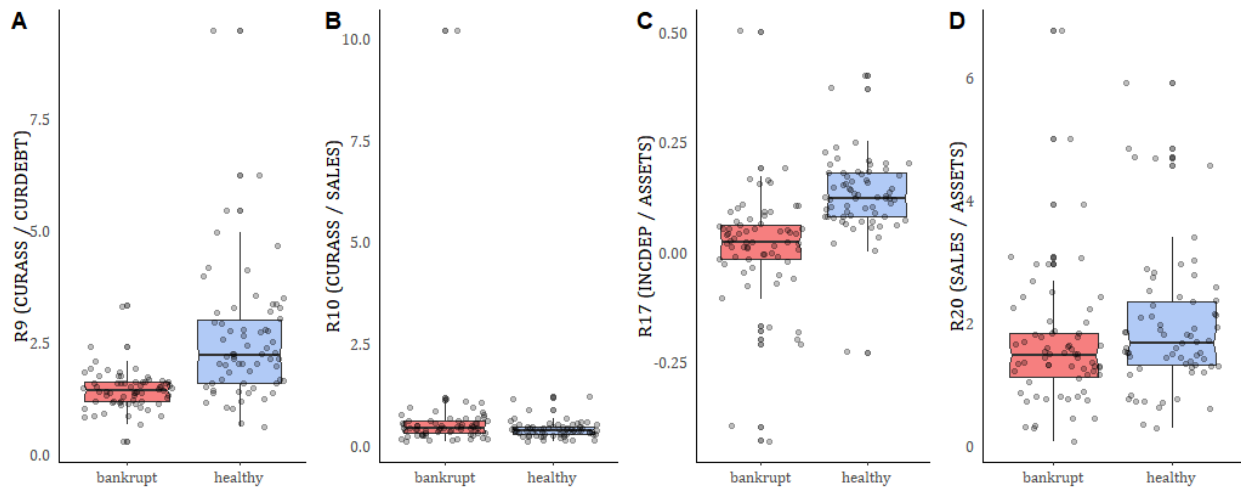 A
R9 (CURASS / CURDEBT)
7.5
5.0
2.5
0.0
bankrupt
healthy
B
R10 (CURASS / SALES)
10.0
7.5
5.0
2.5
0.0
bankrupt
healthy
C
R17 (INCDEP / ASSETS)
0.50
0.25
0.00
-0.25
bankrupt
healthy
D
R20 (SALES / ASSETS)
6
4
2
0
bankrupt
healthy